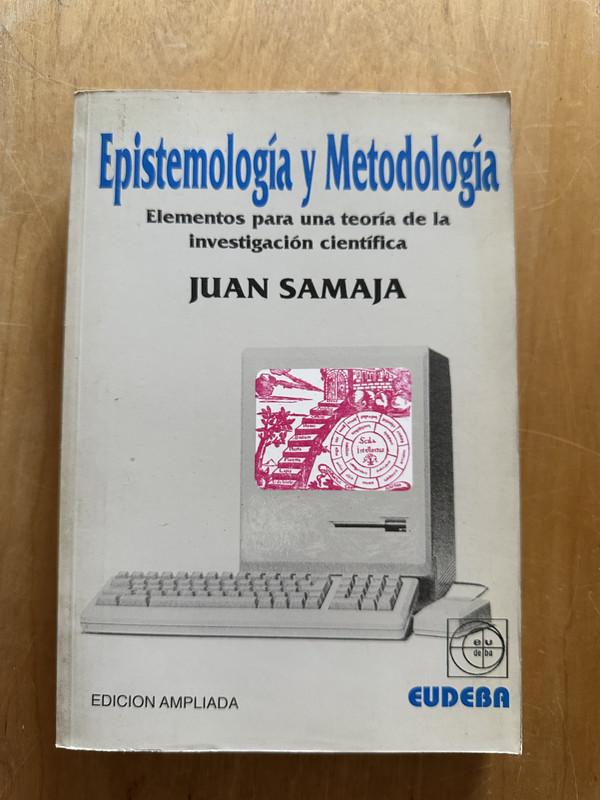 Epistemología y Metodología
Elementos para una teoría de la
investigación científica
JUAN SAMAJA
Scala
Intellectus
eu
deba
EDICION AMPLIADA
EUDEBA